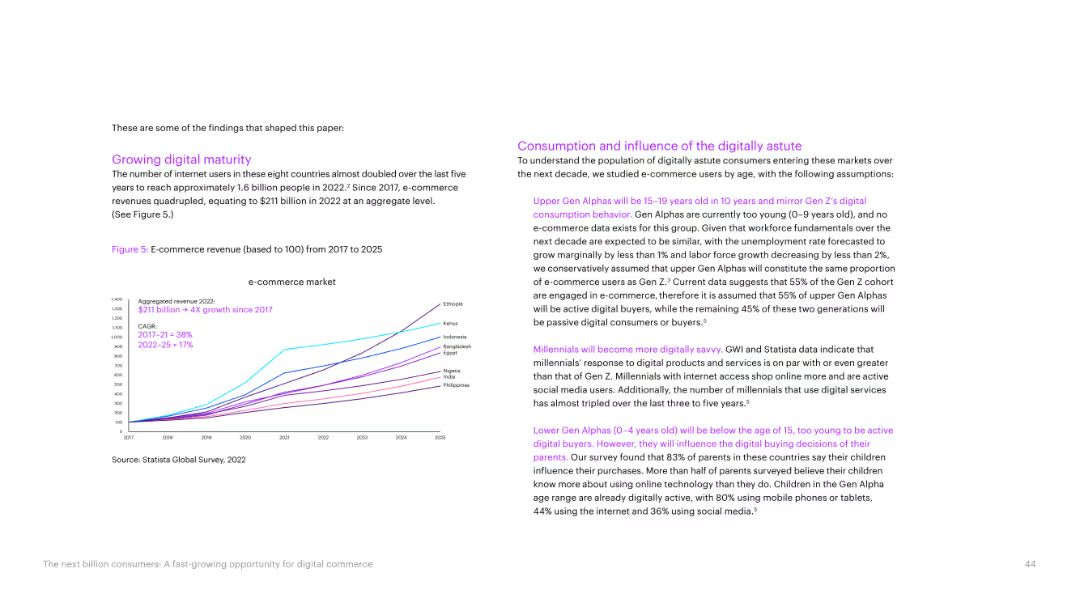 These are some of the findings that shaped this paper:
Growing digital maturity
The number of internet users in these eight countries almost doubled over the last five
years to reach approximately 1.6 billion people in 2022.² Since 2017, e-commerce
revenues quadrupled, equating to $211 billion in 2022 at an aggregate level.
(See Figure 5.)
Figure 5: E-commerce revenue (based to 100) from 2017 to 2025
e-commerce market
1,400
1,300
1,200
1,100
1,000
900
800
700
600
500
400
300
200
100
0
Aggregated revenue 2022:
$211 billion → 4X growth since 2017
CAGR:
2017–21 = 38%
2022–25 = 17%
Ethiopia
Kenya
Indonesia
Bangladesh
Egypt
Nigeria
India
Philippines
2017 2018 2019 2020 2021 2022 2023 2024 2025
Source: Statista Global Survey, 2022
Consumption and influence of the digitally astute
To understand the population of digitally astute consumers entering these markets over
the next decade, we studied e-commerce users by age, with the following assumptions:
Upper Gen Alphas will be 15–19 years old in 10 years and mirror Gen Z's digital
consumption behavior. Gen Alphas are currently too young (0–9 years old), and no
e-commerce data exists for this group. Given that workforce fundamentals over the
next decade are expected to be similar, with the unemployment rate forecasted to
grow marginally by less than 1% and labor force growth decreasing by less than 2%,
we conservatively assumed that upper Gen Alphas will constitute the same proportion
of e-commerce users as Gen Z.³ Current data suggests that 55% of the Gen Z cohort
are engaged in e-commerce, therefore it is assumed that 55% of upper Gen Alphas
will be active digital buyers, while the remaining 45% of these two generations will
be passive digital consumers or buyers.⁵
Millennials will become more digitally savvy. GWI and Statista data indicate that
millennials' response to digital products and services is on par with or even greater
than that of Gen Z. Millennials with internet access shop online more and are active
social media users. Additionally, the number of millennials that use digital services
has almost tripled over the last three to five years.⁵
Lower Gen Alphas (0–4 years old) will be below the age of 15, too young to be active
digital buyers. However, they will influence the digital buying decisions of their
parents. Our survey found that 83% of parents in these countries say their children
influence their purchases. More than half of parents surveyed believe their children
know more about using online technology than they do. Children in the Gen Alpha
age range are already digitally active, with 80% using mobile phones or tablets,
44% using the internet and 36% using social media.⁵
The next billion consumers: A fast-growing opportunity for digital commerce
44